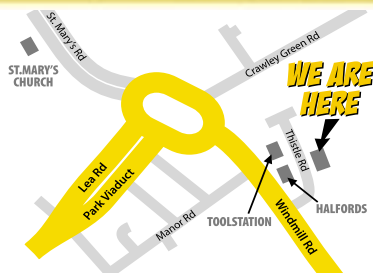 St. Mary's Rd
Crawley Green Rd
ST.MARY'S
CHURCH
WE ARE
HERE
Thistle Rd
Lea Rd
Park Viaduct
Manor Rd
TOOLSTATION
HALFORDS
Windmill Rd